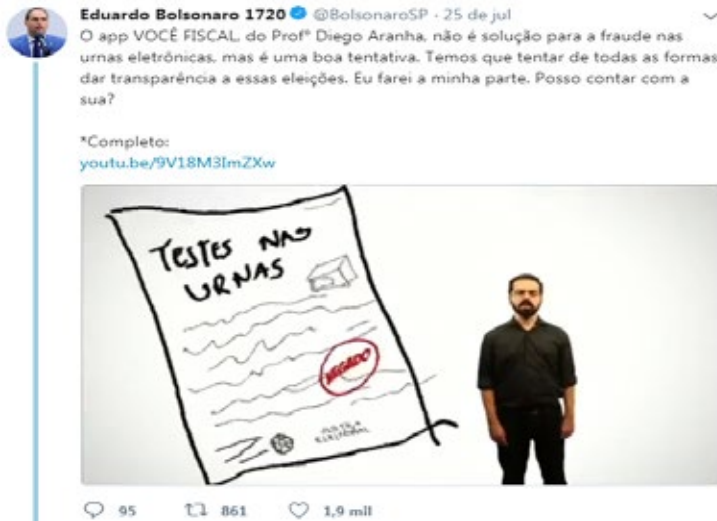 Eduardo Bolsonaro 1720 @BolsonaroSP · 25 de jul
O app VOCÊ FISCAL, do Profº Diego Aranha, não é solução para a fraude nas
urnas eletrônicas, mas é uma boa tentativa. Temos que tentar de todas as formas
dar transparência a essas eleições. Eu farei a minha parte. Posso contar com a
sua?
*Completo:
youtu.be/9V18M3ImZXw
TESTES NAS
URNAS
NEGADO
JUSTIÇA
ELEITORAL
95 861 1,9 mil